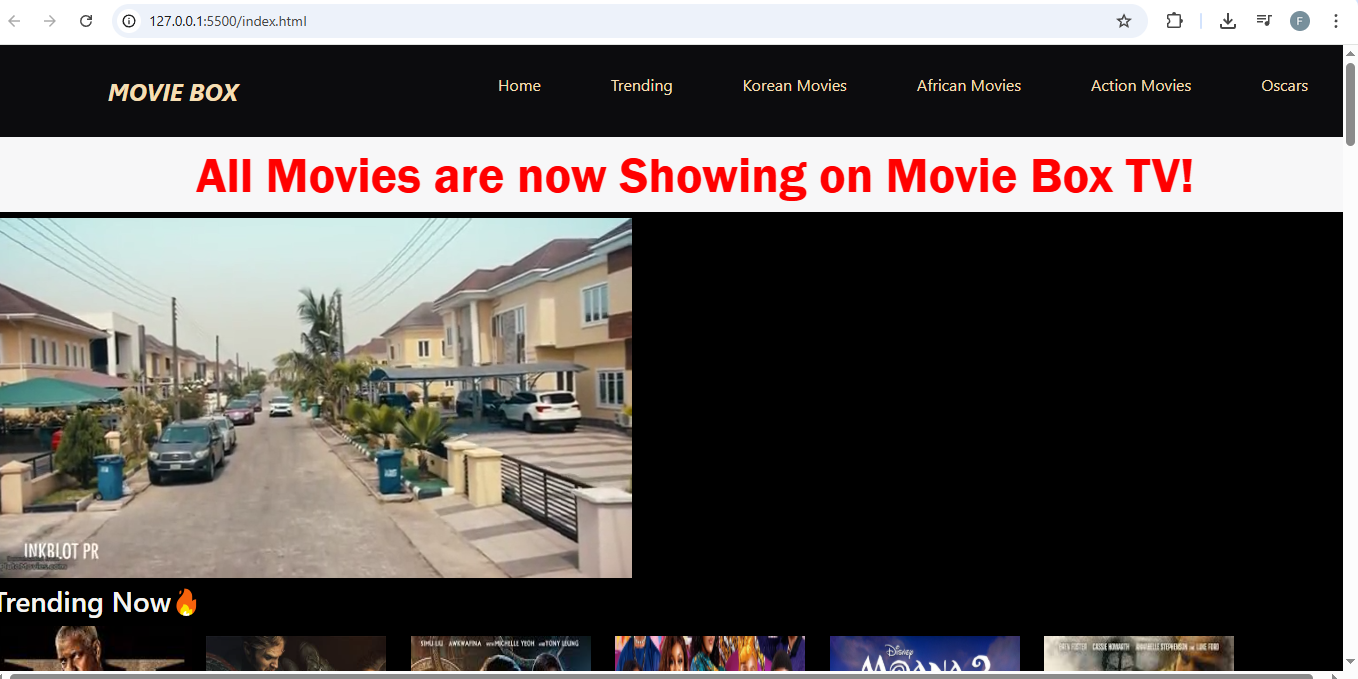 127.0.0.1:5500/index.html
F
MOVIE BOX
Home
Trending
Korean Movies
African Movies
Action Movies
Oscars
All Movies are now Showing on Movie Box TV!
INKBLOT PR
Trending Now🔥
SIMU LIU AWKWAFINA MICHELLE YEOH AND TONY LEUNG
Disney
MOANA 2
CASSIE HOWARTH ANNABELLE STEPHENSON LUKE FORD